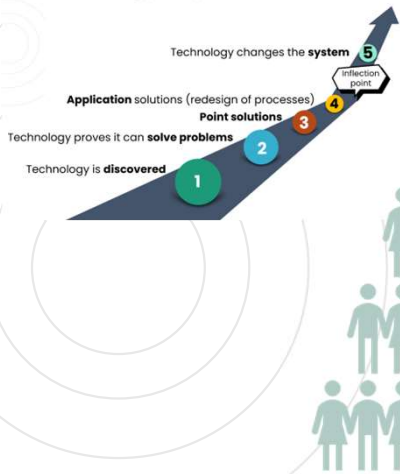 Technology changes the system 5
Inflection
point
Application solutions (redesign of processes) 4
Point solutions 3
Technology proves it can solve problems 2
Technology is discovered 1